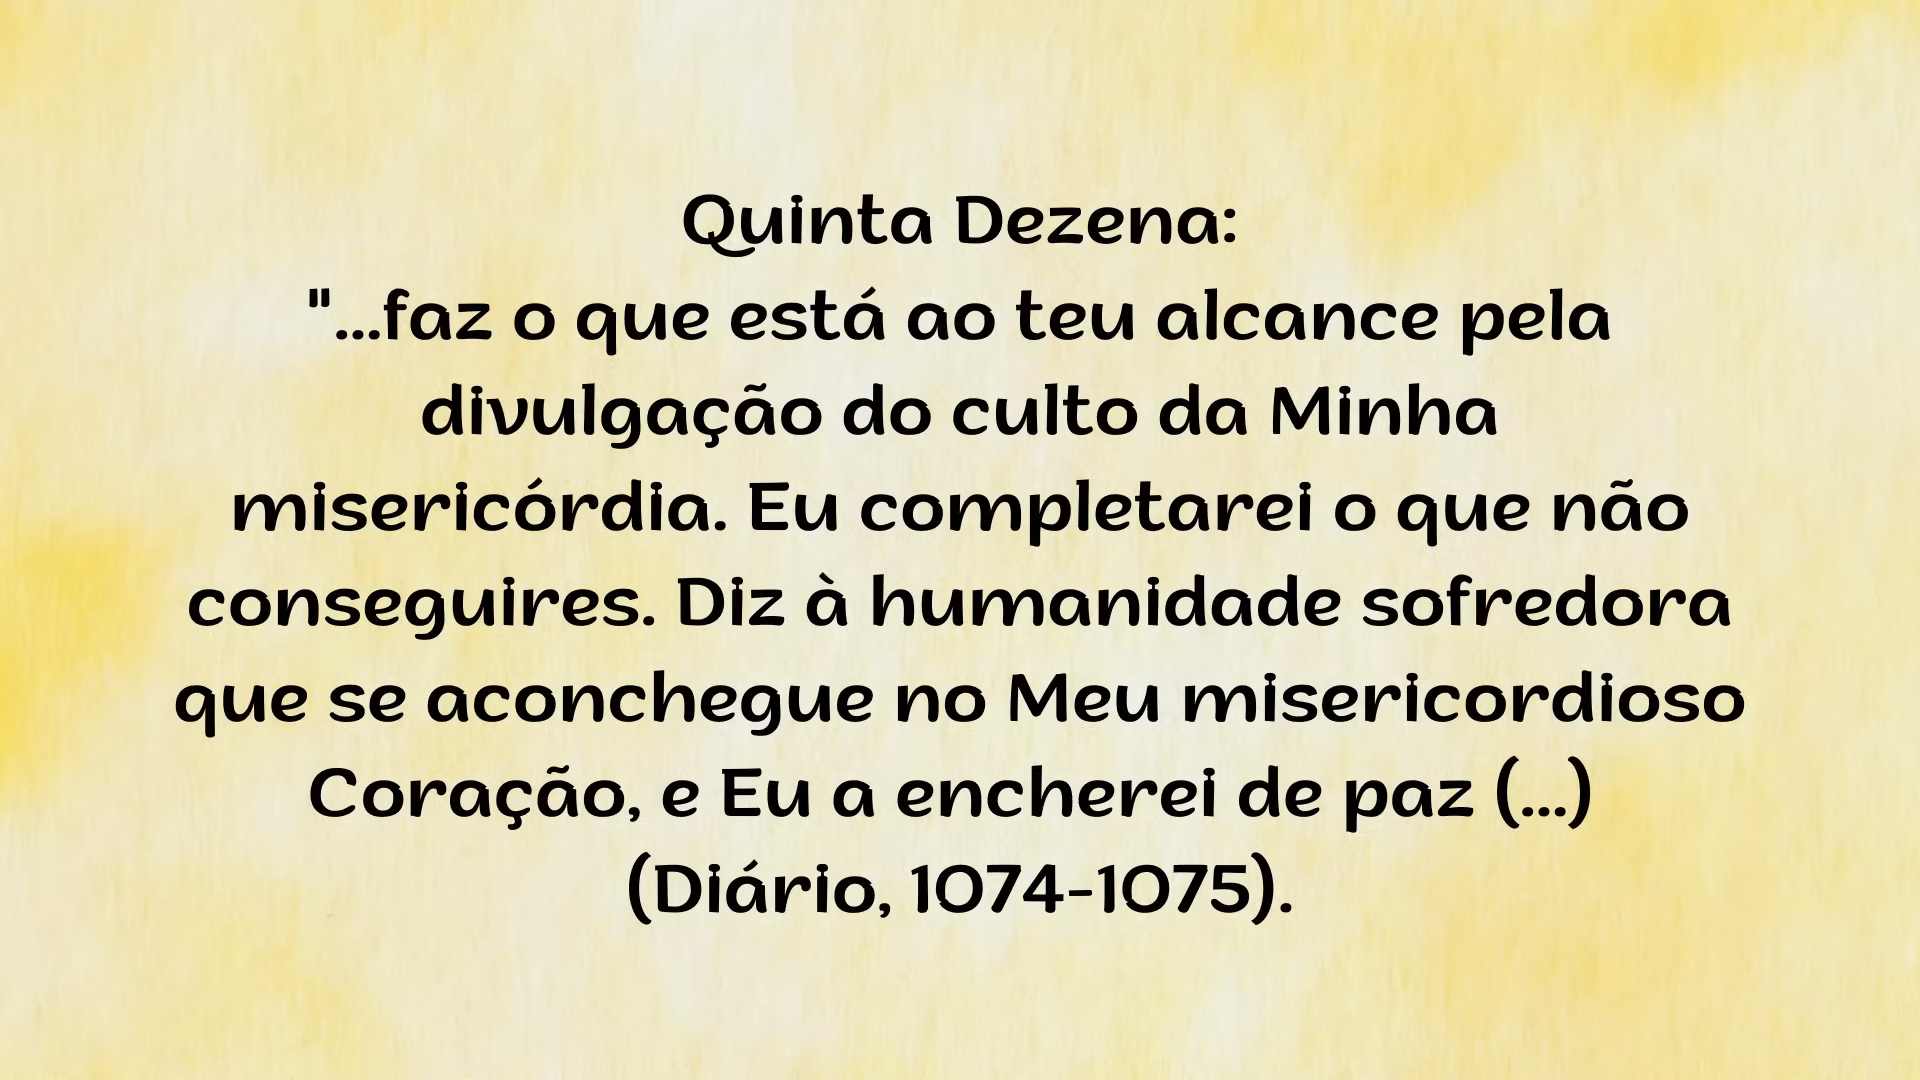 Quinta Dezena:
"...faz o que está ao teu alcance pela
divulgação do culto da Minha
misericórdia. Eu completarei o que não
conseguires. Diz à humanidade sofredora
que se aconchegue no Meu misericordioso
Coração, e Eu a encherei de paz (...)
(Diário, 1074-1075).